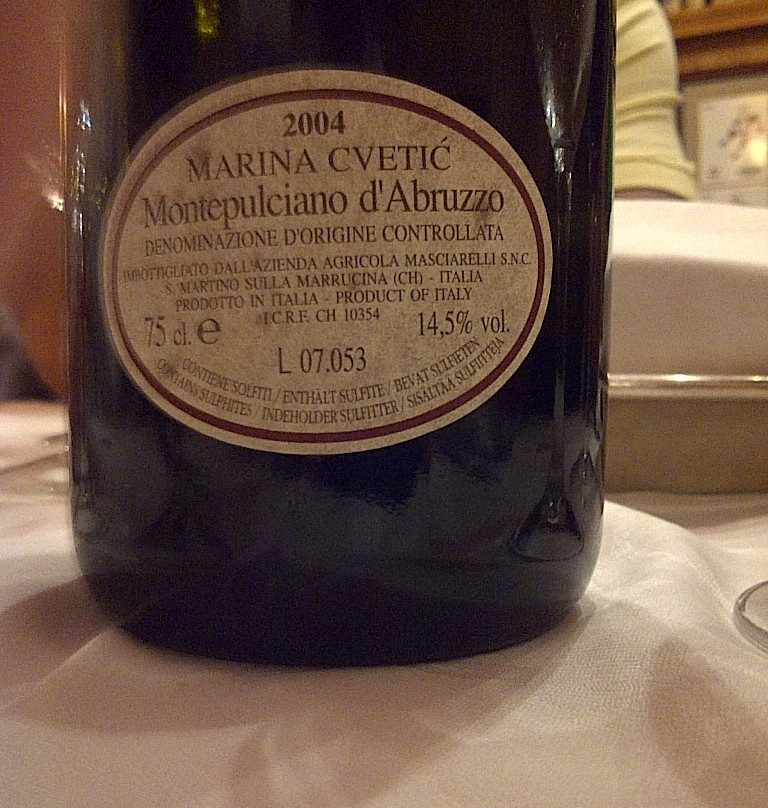 2004
MARINA CVETIĆ
Montepulciano d'Abruzzo
DENOMINAZIONE D'ORIGINE CONTROLLATA
IMBOTTIGLIATO DALL'AZIENDA AGRICOLA MASCIARELLI S.N.C.
S. MARTINO SULLA MARRUCINA (CH) - ITALIA
PRODOTTO IN ITALIA - PRODUCT OF ITALY
I.C.R.F. CH 10354
75 cl. e 14,5% vol.
L 07.053
CONTIENE SOLFITI / ENTHÄLT SULFITE / BEVAT SULFIETEN
CONTAINS SULPHITES / INDEHOLDER SULFITTER / SISÄLTÄÄ SULFIITTEJÄ